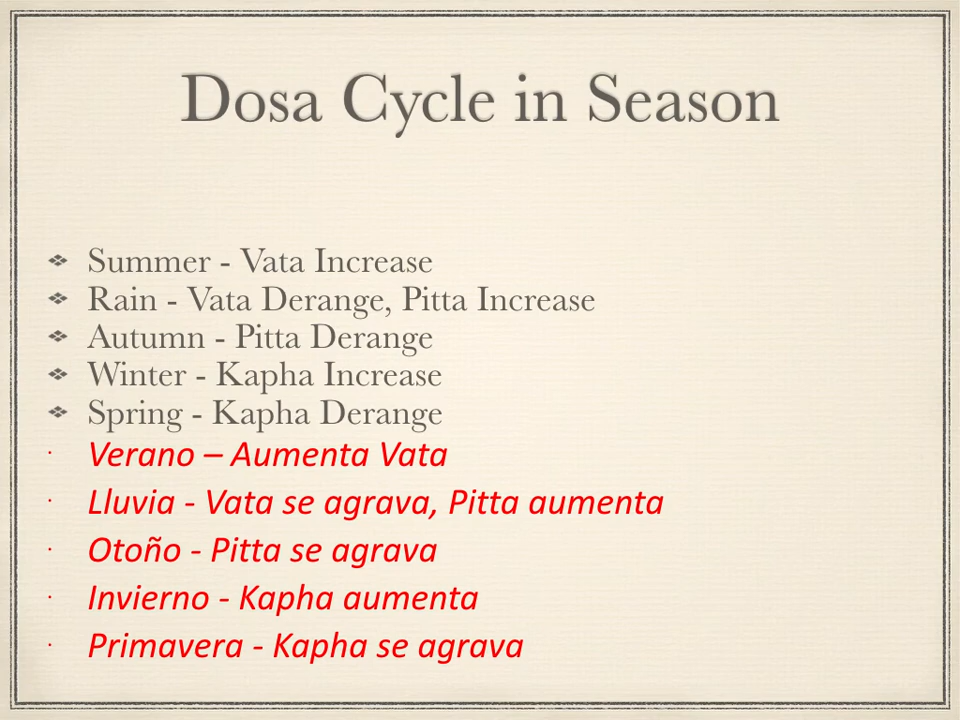 Dosa Cycle in Season
Summer - Vata Increase
Rain - Vata Derange, Pitta Increase
Autumn - Pitta Derange
Winter - Kapha Increase
Spring - Kapha Derange
Verano – Aumenta Vata
Lluvia - Vata se agrava, Pitta aumenta
Otoño - Pitta se agrava
Invierno - Kapha aumenta
Primavera - Kapha se agrava